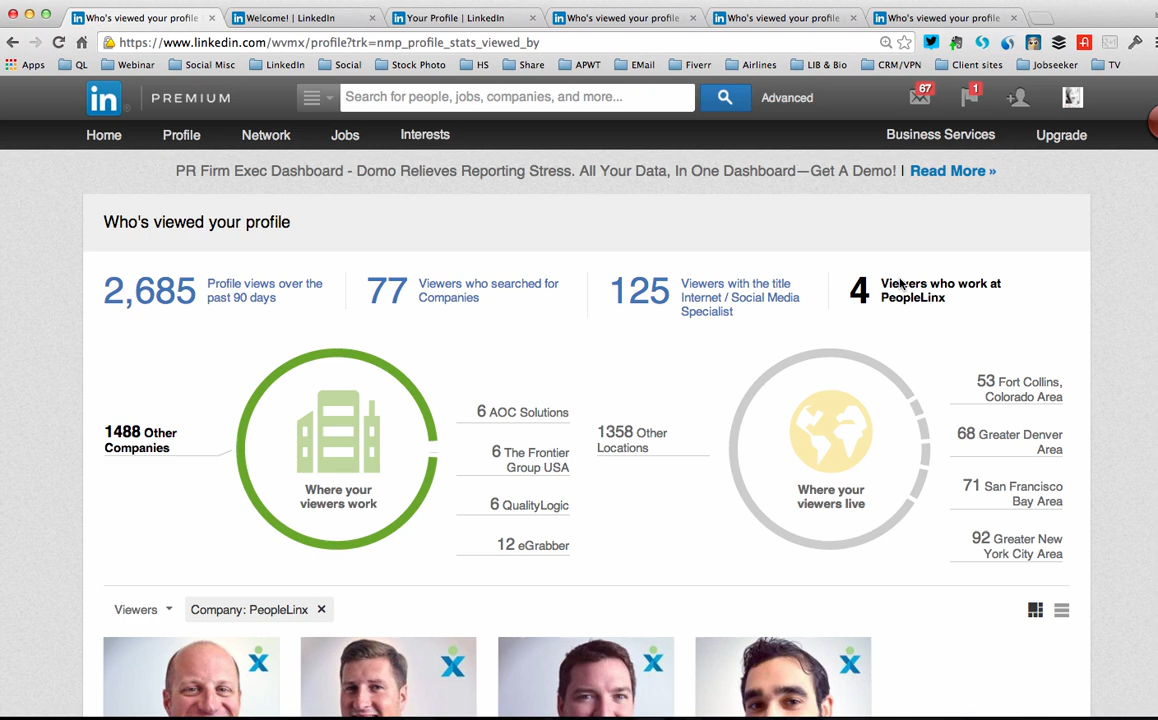 Who's viewed your profile
Welcome! | LinkedIn
Your Profile | LinkedIn
Who's viewed your profile
Who's viewed your profile
Who's viewed your profile
https://www.linkedin.com/wvmx/profile?trk=nmp_profile_stats_viewed_by
Apps QL Webinar Social Misc LinkedIn Social Stock Photo HS Share APWT EMail Fiverr Airlines LIB & Bio CRM/VPN Client sites Jobseeker TV
in PREMIUM
Search for people, jobs, companies, and more...
Advanced
67
1
Home Profile Network Jobs Interests Business Services Upgrade
PR Firm Exec Dashboard - Domo Relieves Reporting Stress. All Your Data, In One Dashboard—Get A Demo! | Read More »
Who's viewed your profile
2,685
Profile views over the
past 90 days
77
Viewers who searched for
Companies
125
Viewers with the title
Internet / Social Media
Specialist
4
Viewers who work at
PeopleLinx
1488 Other
Companies
Where your
viewers work
6 AOC Solutions
6 The Frontier
Group USA
6 QualityLogic
12 eGrabber
1358 Other
Locations
Where your
viewers live
53 Fort Collins,
Colorado Area
68 Greater Denver
Area
71 San Francisco
Bay Area
92 Greater New
York City Area
Viewers
Company: PeopleLinx ×